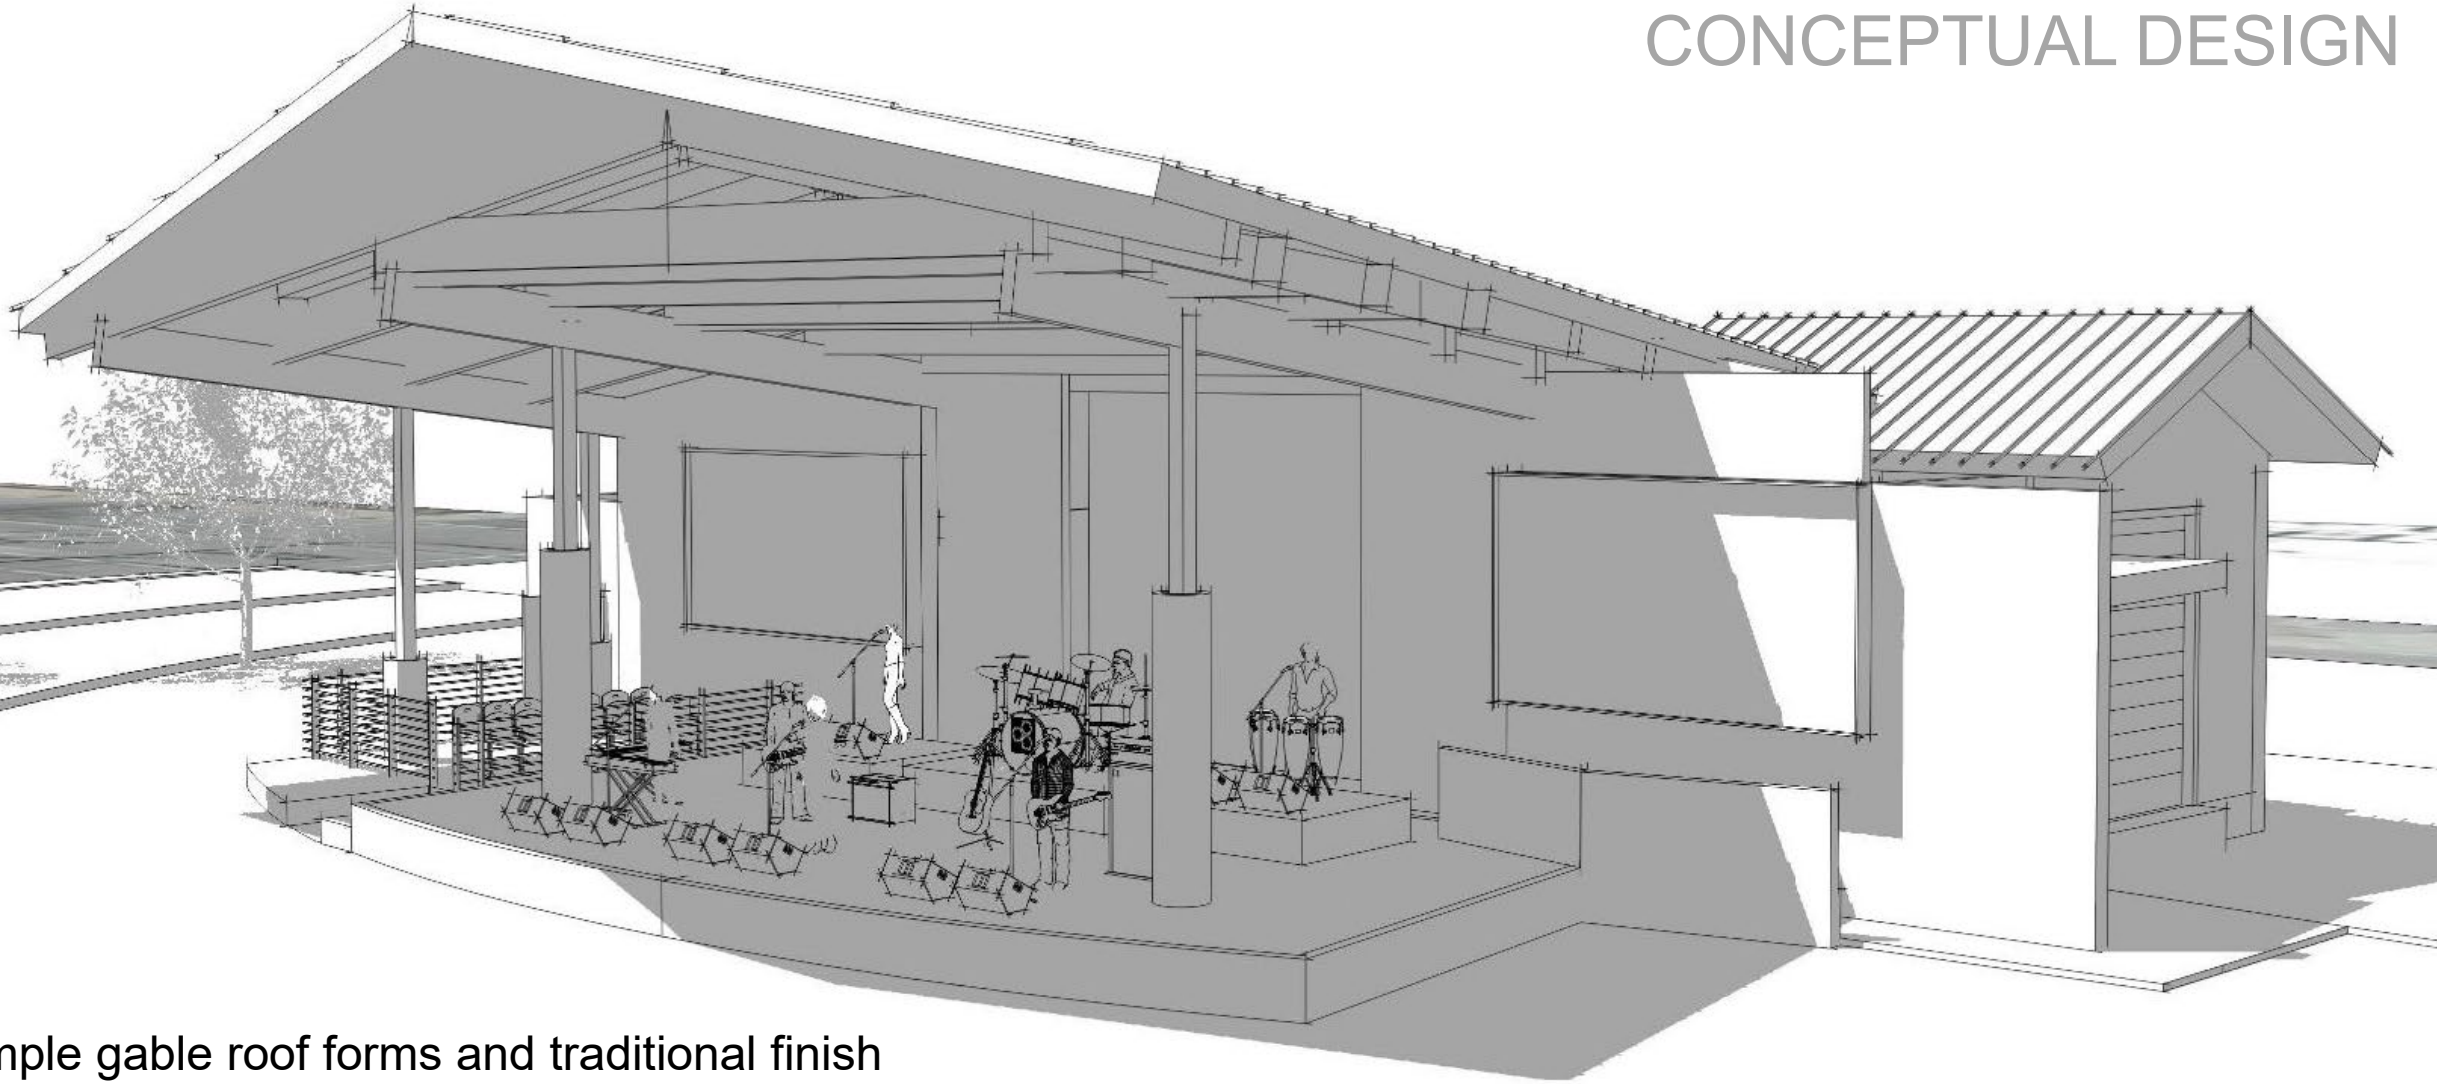 CONCEPTUAL DESIGN
mple gable roof forms and traditional finish